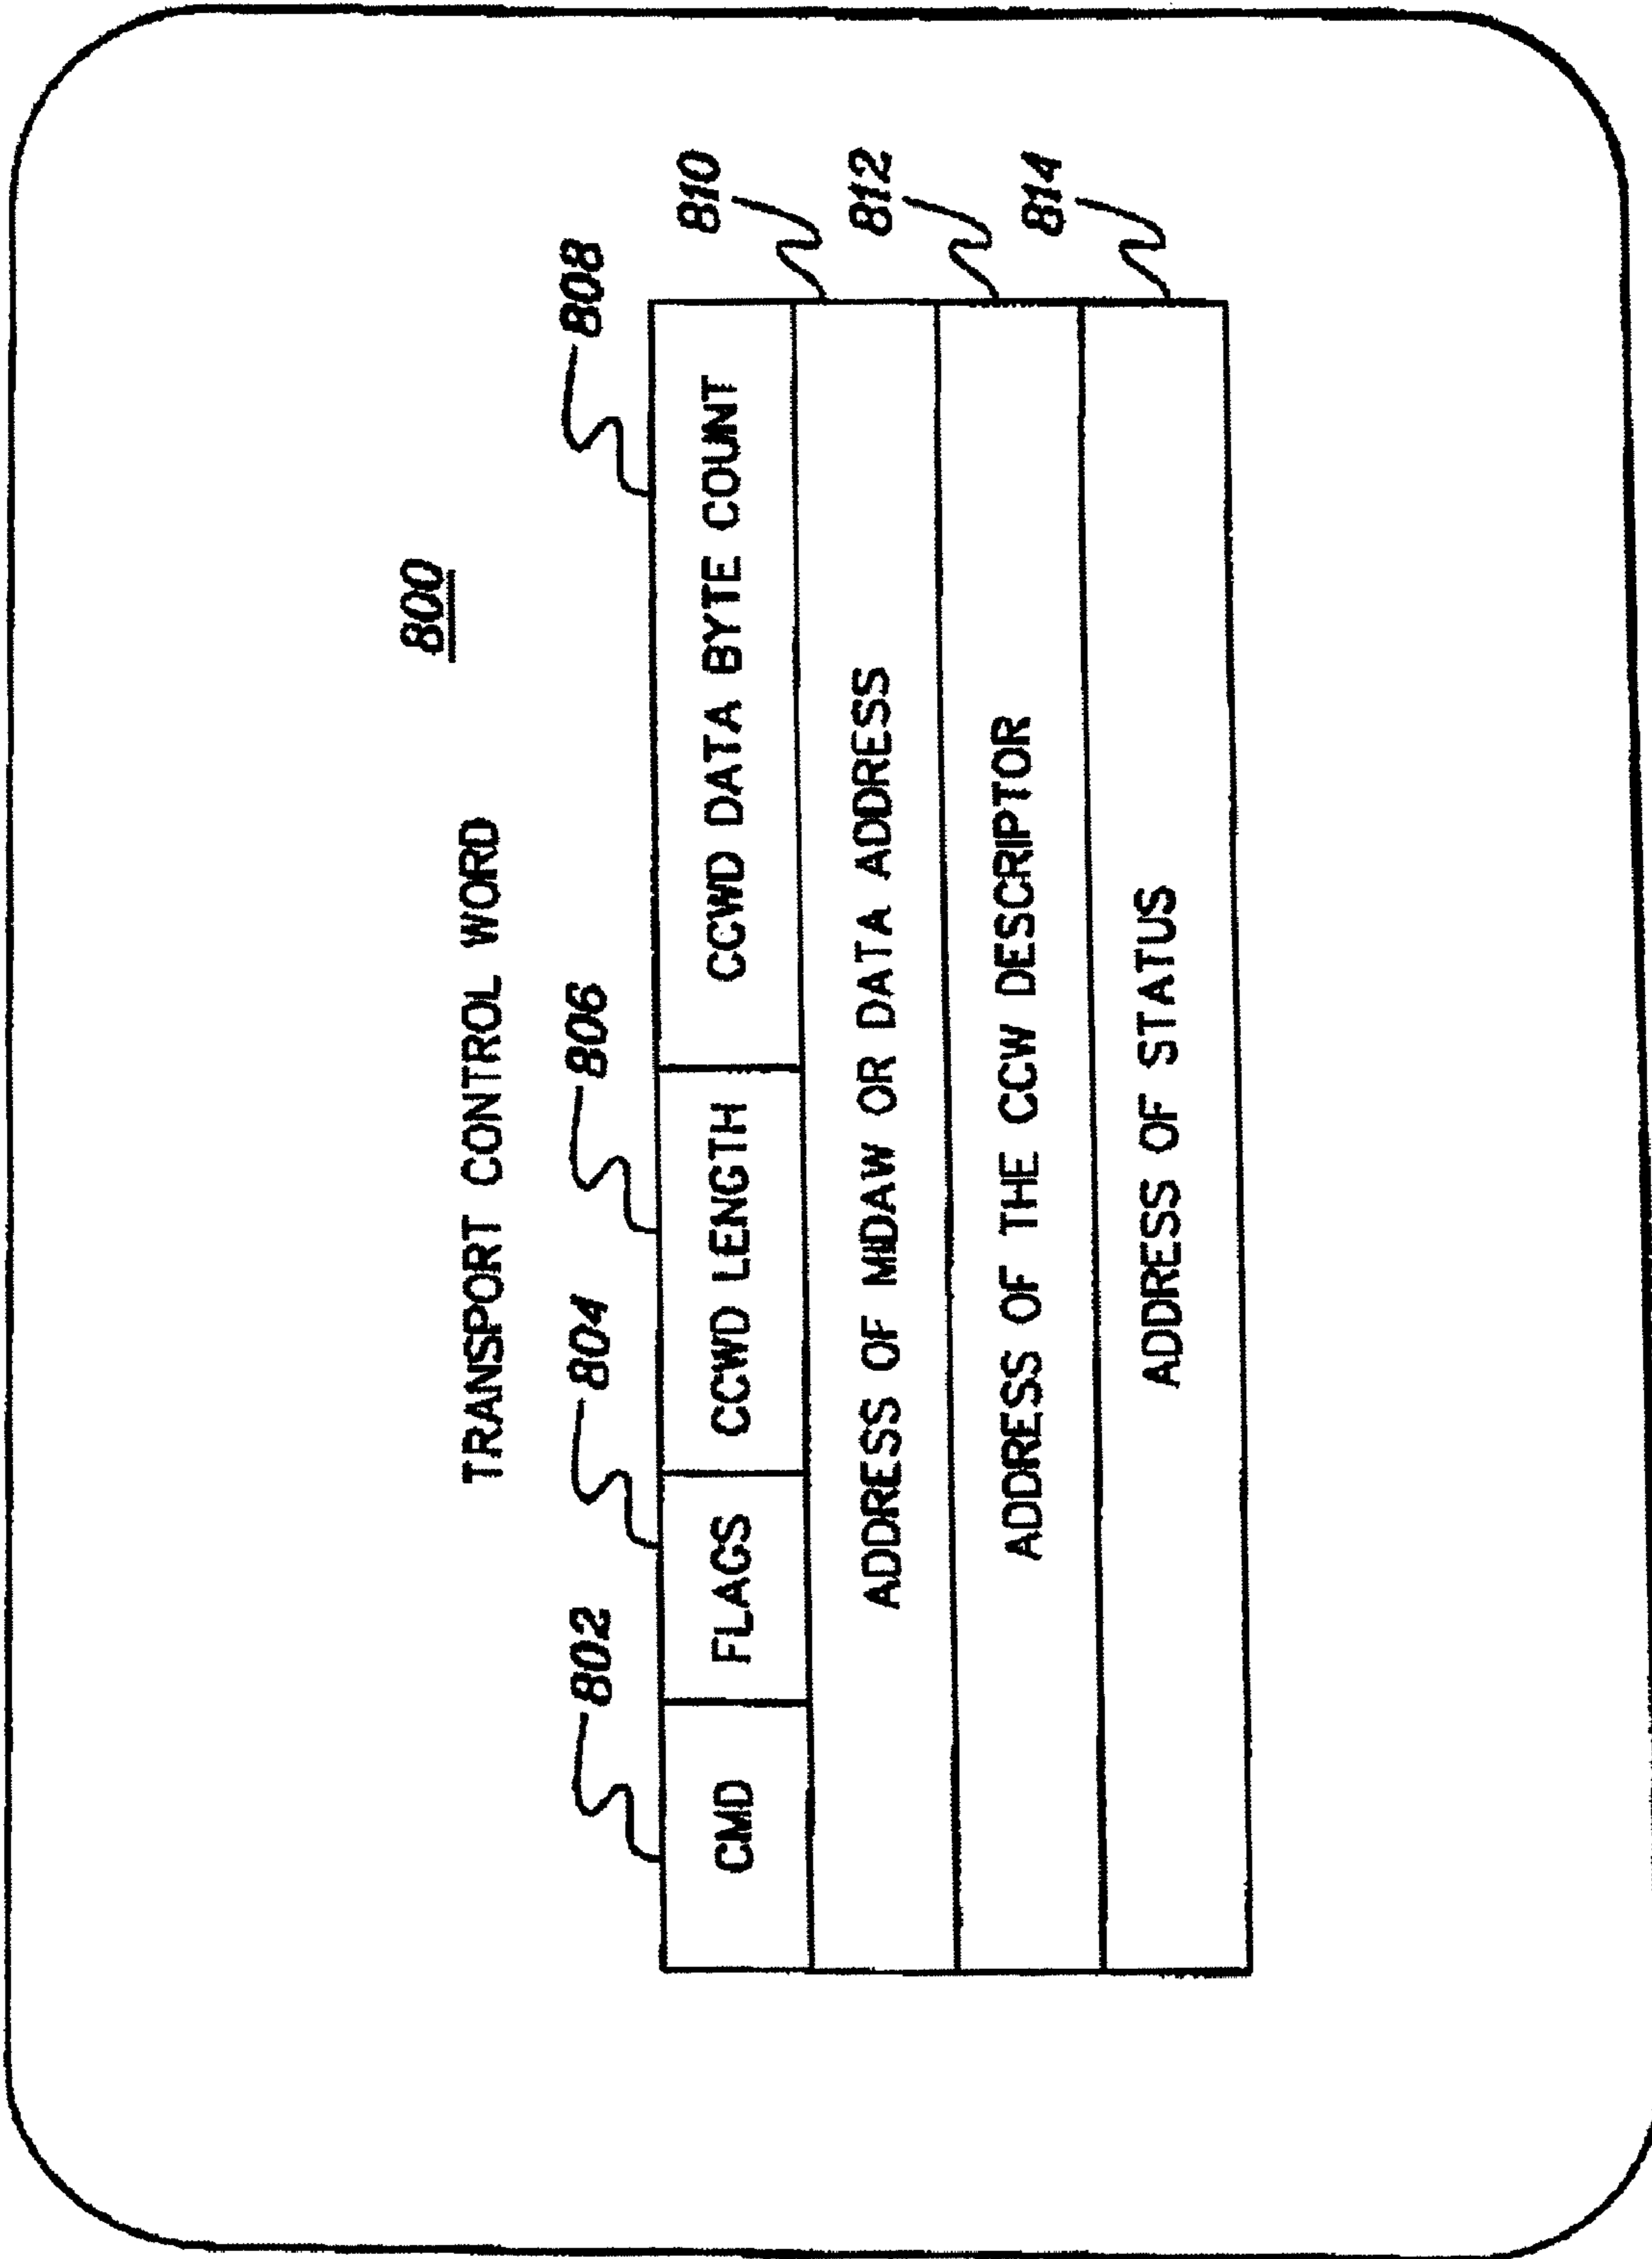 800
TRANSPORT CONTROL WORD
802 804 806 808
CMD FLAGS CCWD LENGTH CCWD DATA BYTE COUNT
810
ADDRESS OF MIDAW OR DATA ADDRESS
812
ADDRESS OF THE CCW DESCRIPTOR
814
ADDRESS OF STATUS